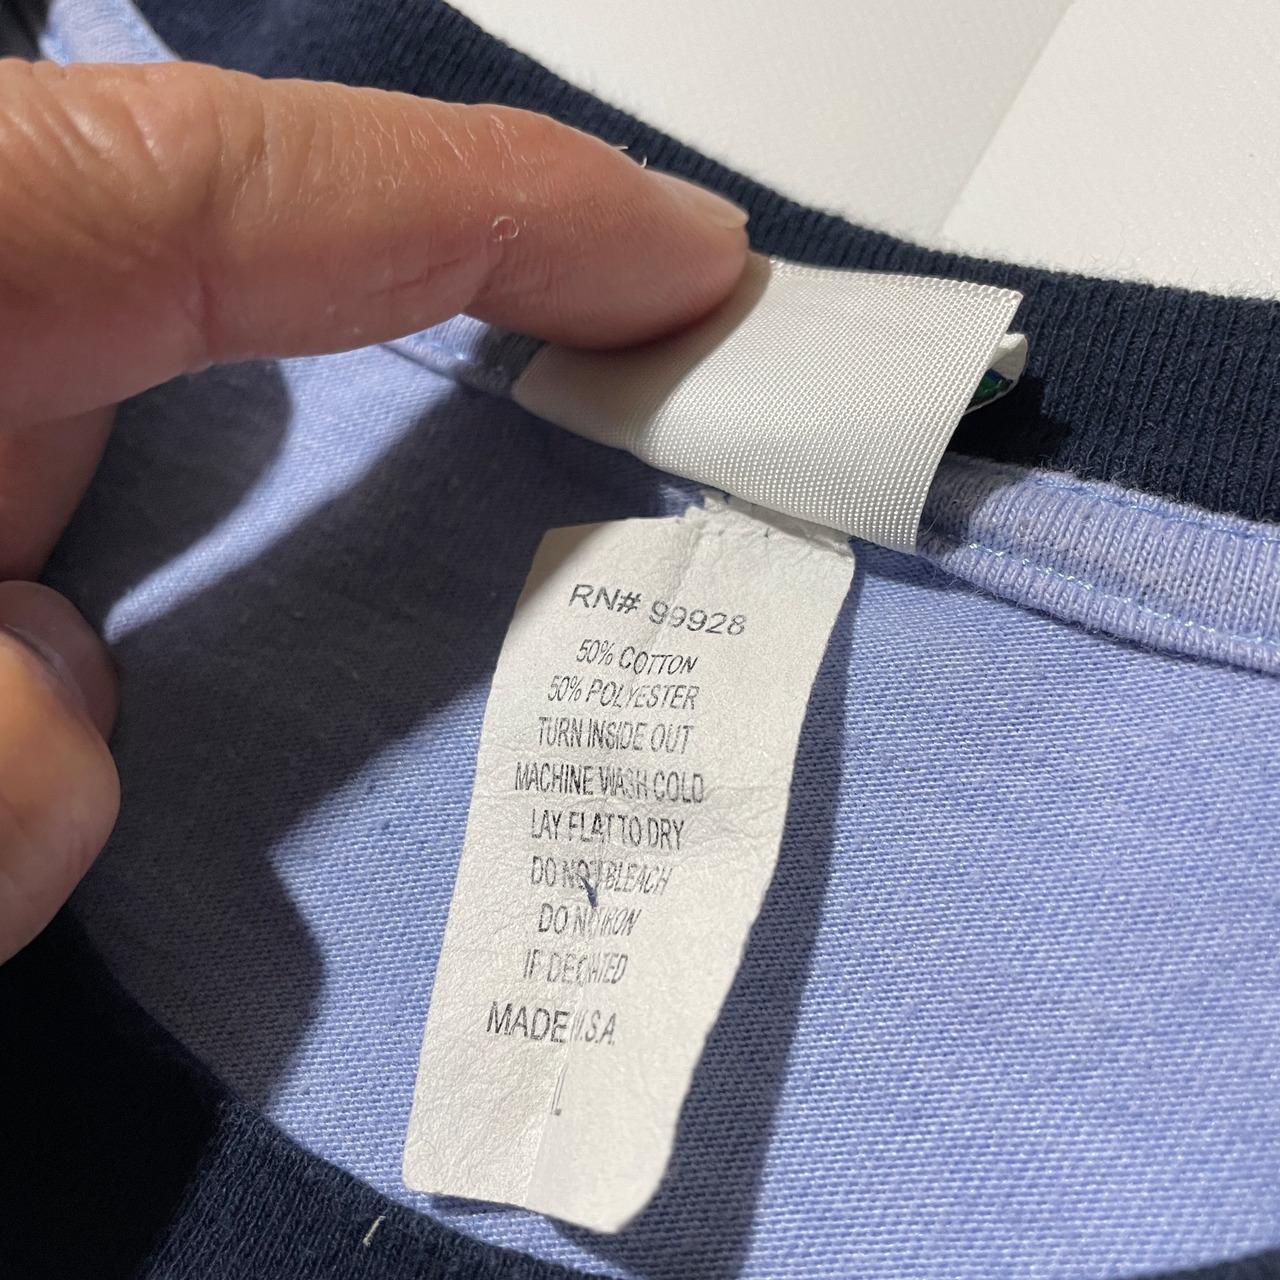 RN# 99928
50% COTTON
50% POLYESTER
TURN INSIDE OUT
MACHINE WASH COLD
LAY FLAT TO DRY
DO NOT BLEACH
DO NOT IRON
IF DEC
MADE U.S.A.
L